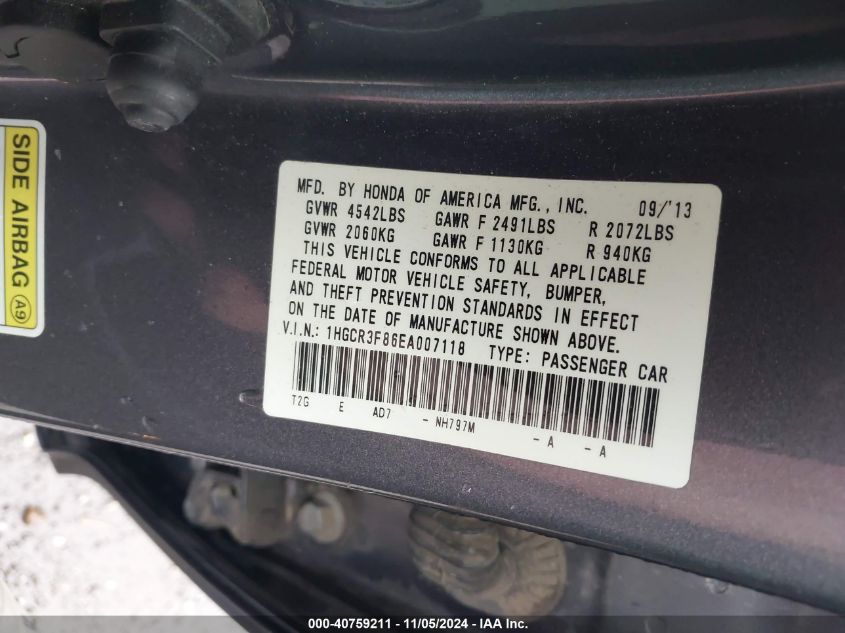 SIDE AIRBAG A9
MFD. BY HONDA OF AMERICA MFG., INC. 09/'13
GVWR 4542LBS GAWR F 2491LBS R 2072LBS
GVWR 2060KG GAWR F 1130KG R 940KG
THIS VEHICLE CONFORMS TO ALL APPLICABLE
FEDERAL MOTOR VEHICLE SAFETY, BUMPER,
AND THEFT PREVENTION STANDARDS IN EFFECT
ON THE DATE OF MANUFACTURE SHOWN ABOVE.
V.I.N.: 1HGCR3F86EA007118 TYPE: PASSENGER CAR
T2G E AD7 - NH797M - A - A
000-40759211 - 11/05/2024 - IAA Inc.